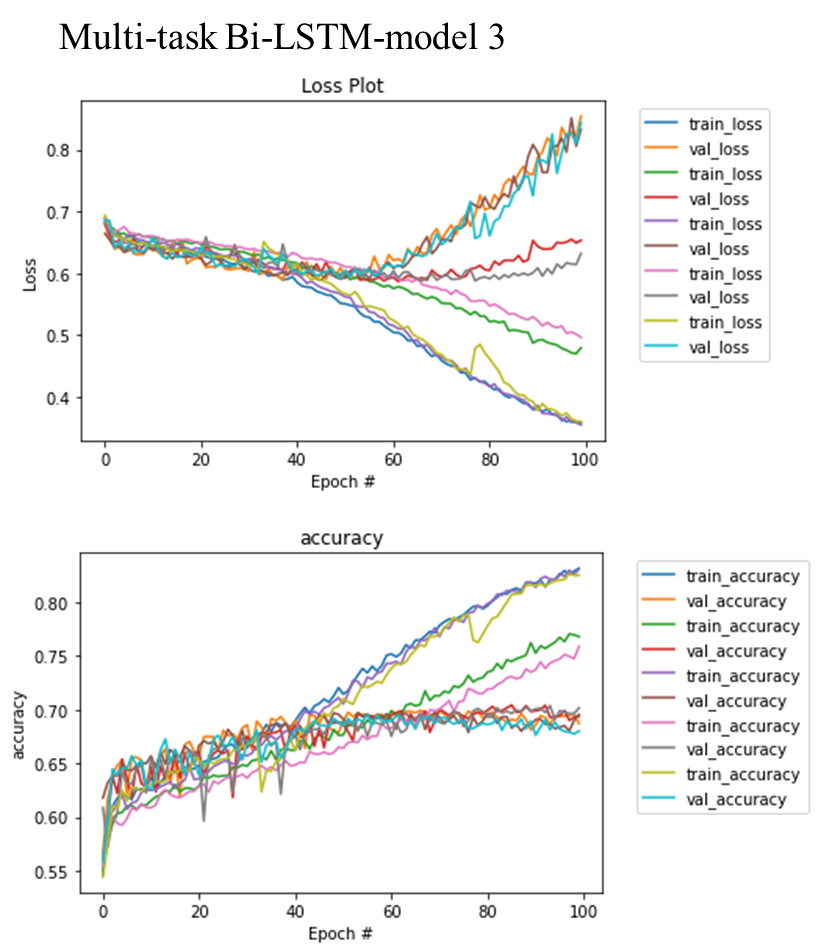 Multi-task Bi-LSTM-model 3
Loss Plot
0.8
0.7
0.6
0.5
0.4
Loss
0 20 40 60 80 100
Epoch #
train_loss
val_loss
train_loss
val_loss
train_loss
val_loss
train_loss
val_loss
train_loss
val_loss
accuracy
0.80
0.75
0.70
0.65
0.60
0.55
accuracy
0 20 40 60 80 100
Epoch #
train_accuracy
val_accuracy
train_accuracy
val_accuracy
train_accuracy
val_accuracy
train_accuracy
val_accuracy
train_accuracy
val_accuracy